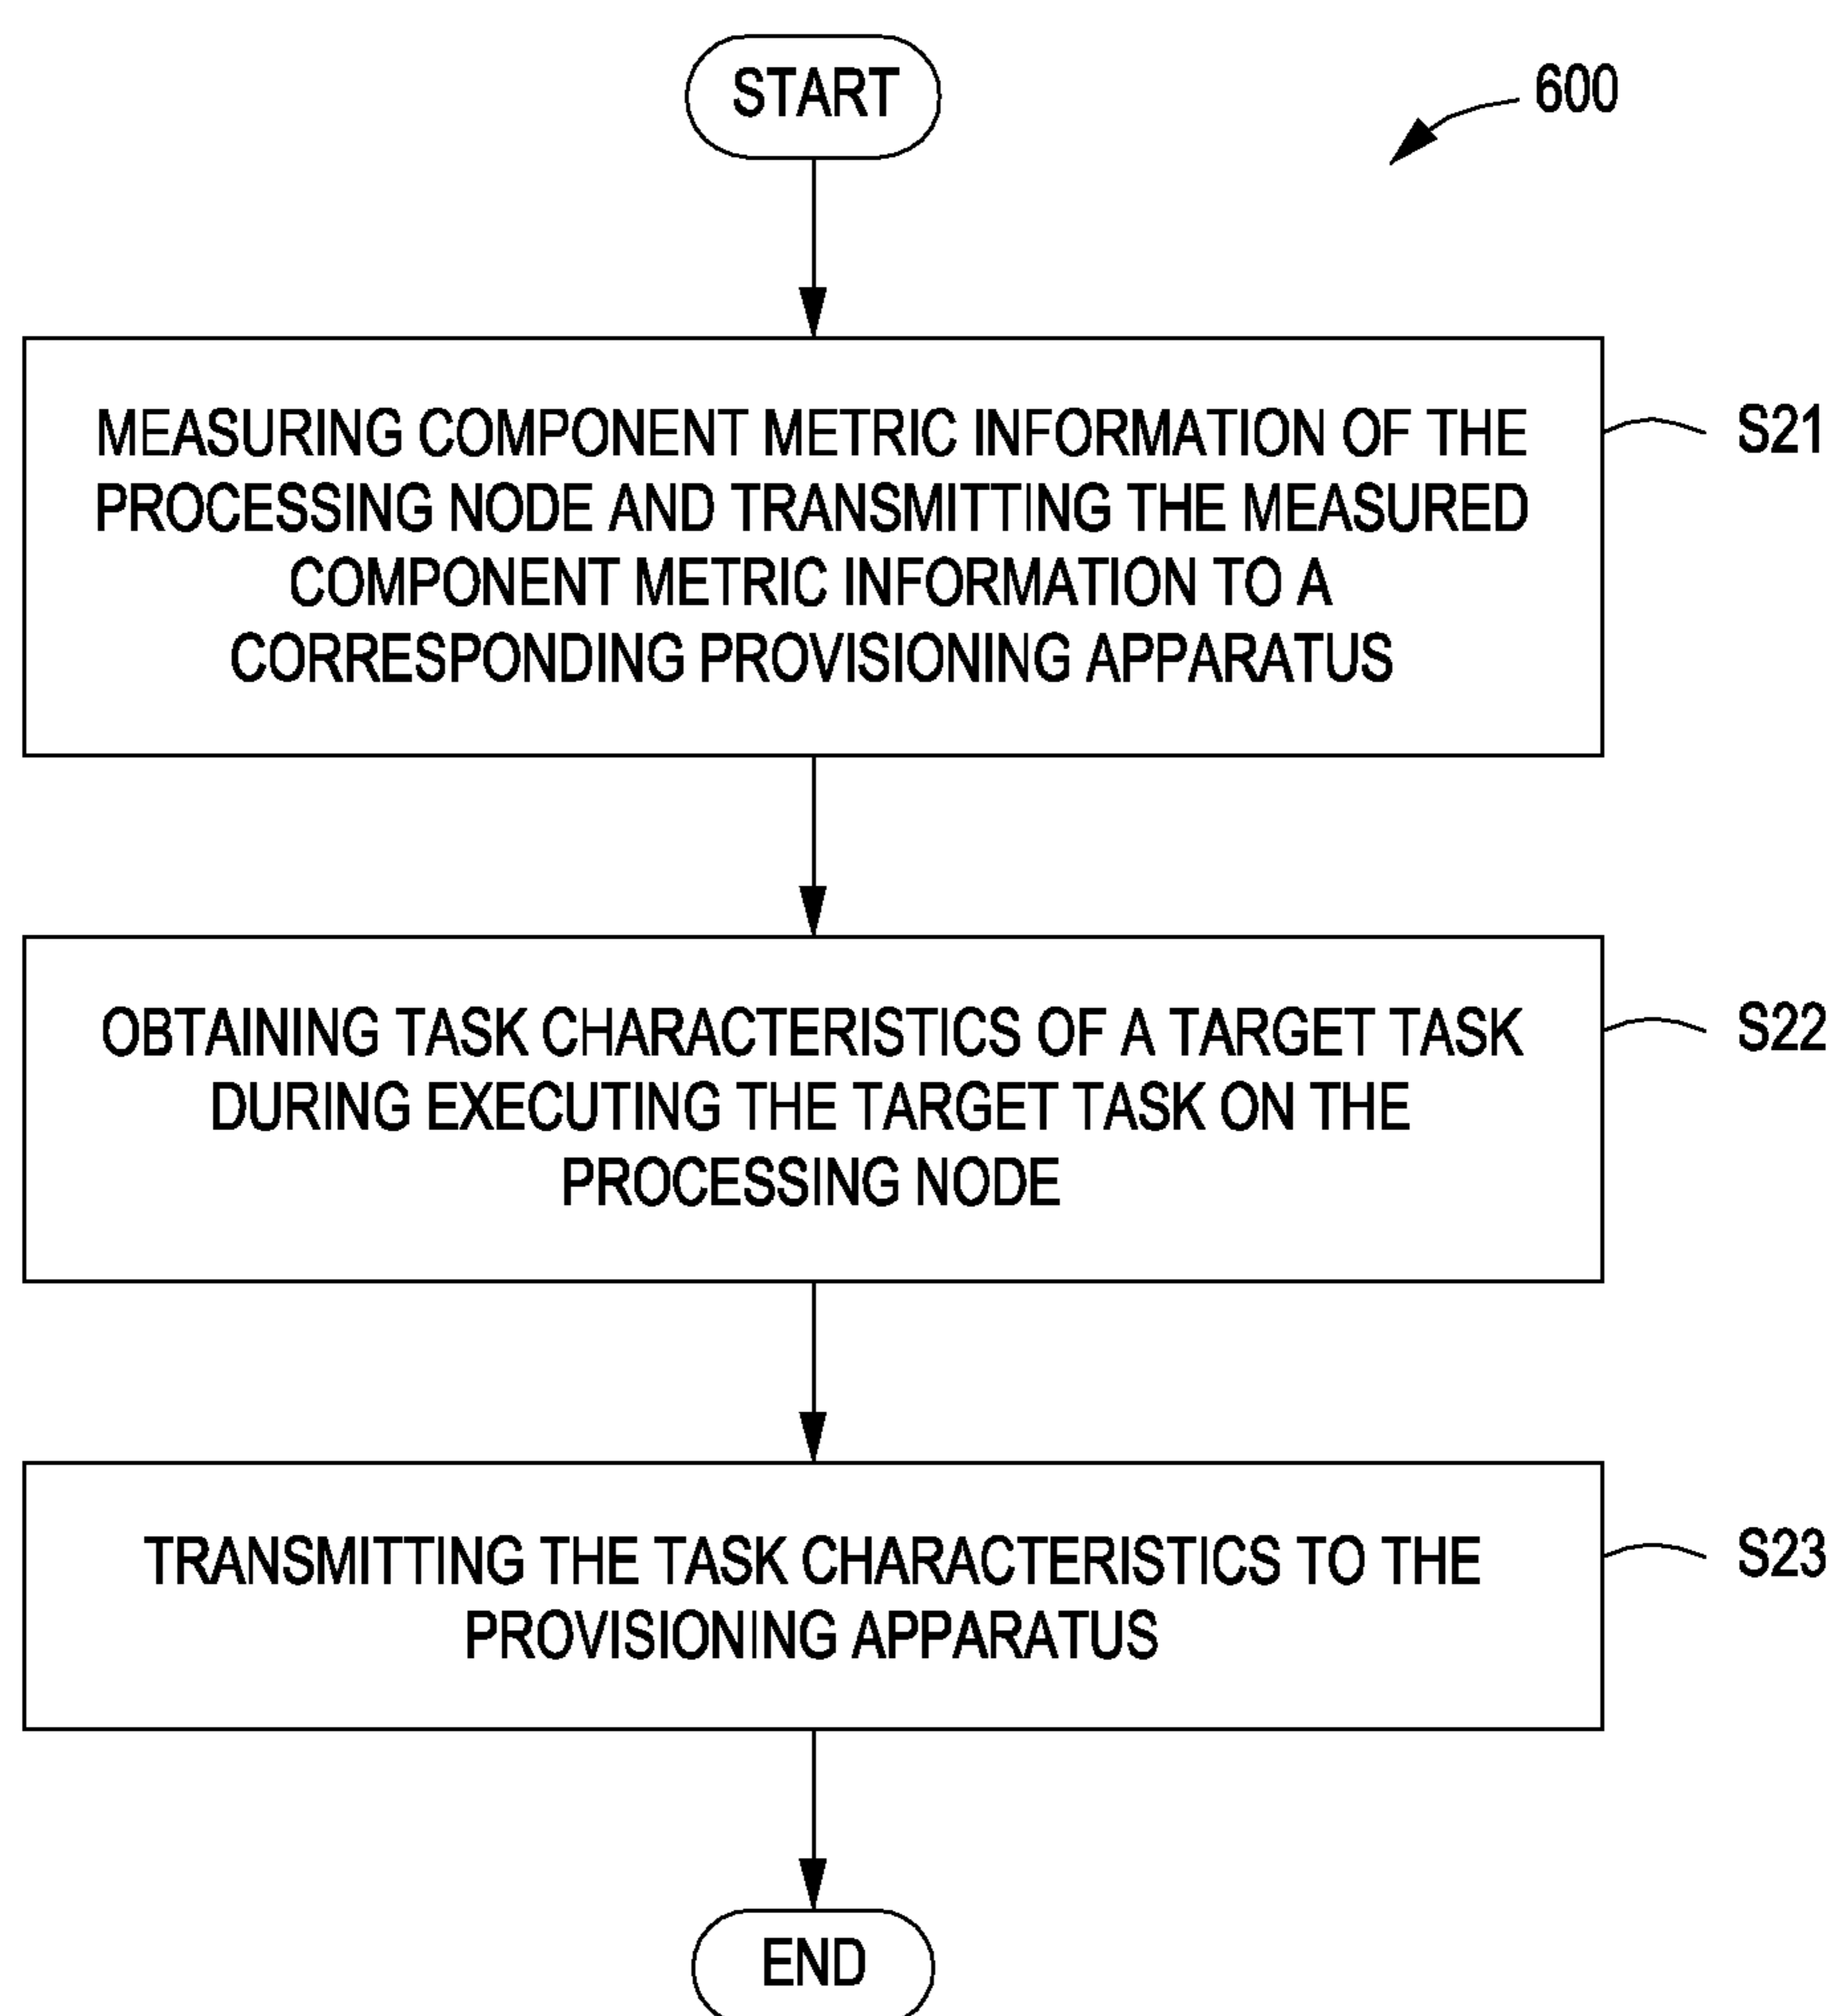 START
600
MEASURING COMPONENT METRIC INFORMATION OF THE
PROCESSING NODE AND TRANSMITTING THE MEASURED
COMPONENT METRIC INFORMATION TO A
CORRESPONDING PROVISIONING APPARATUS
S21
OBTAINIING TASK CHARACTERISTICS OF A TARGET TASK
DURING EXECUTING THE TARGET TASK ON THE
PROCESSING NODE
S22
TRANSMITTING THE TASK CHARACTERISTICS TO THE
PROVISIONING APPARATUS
S23
END